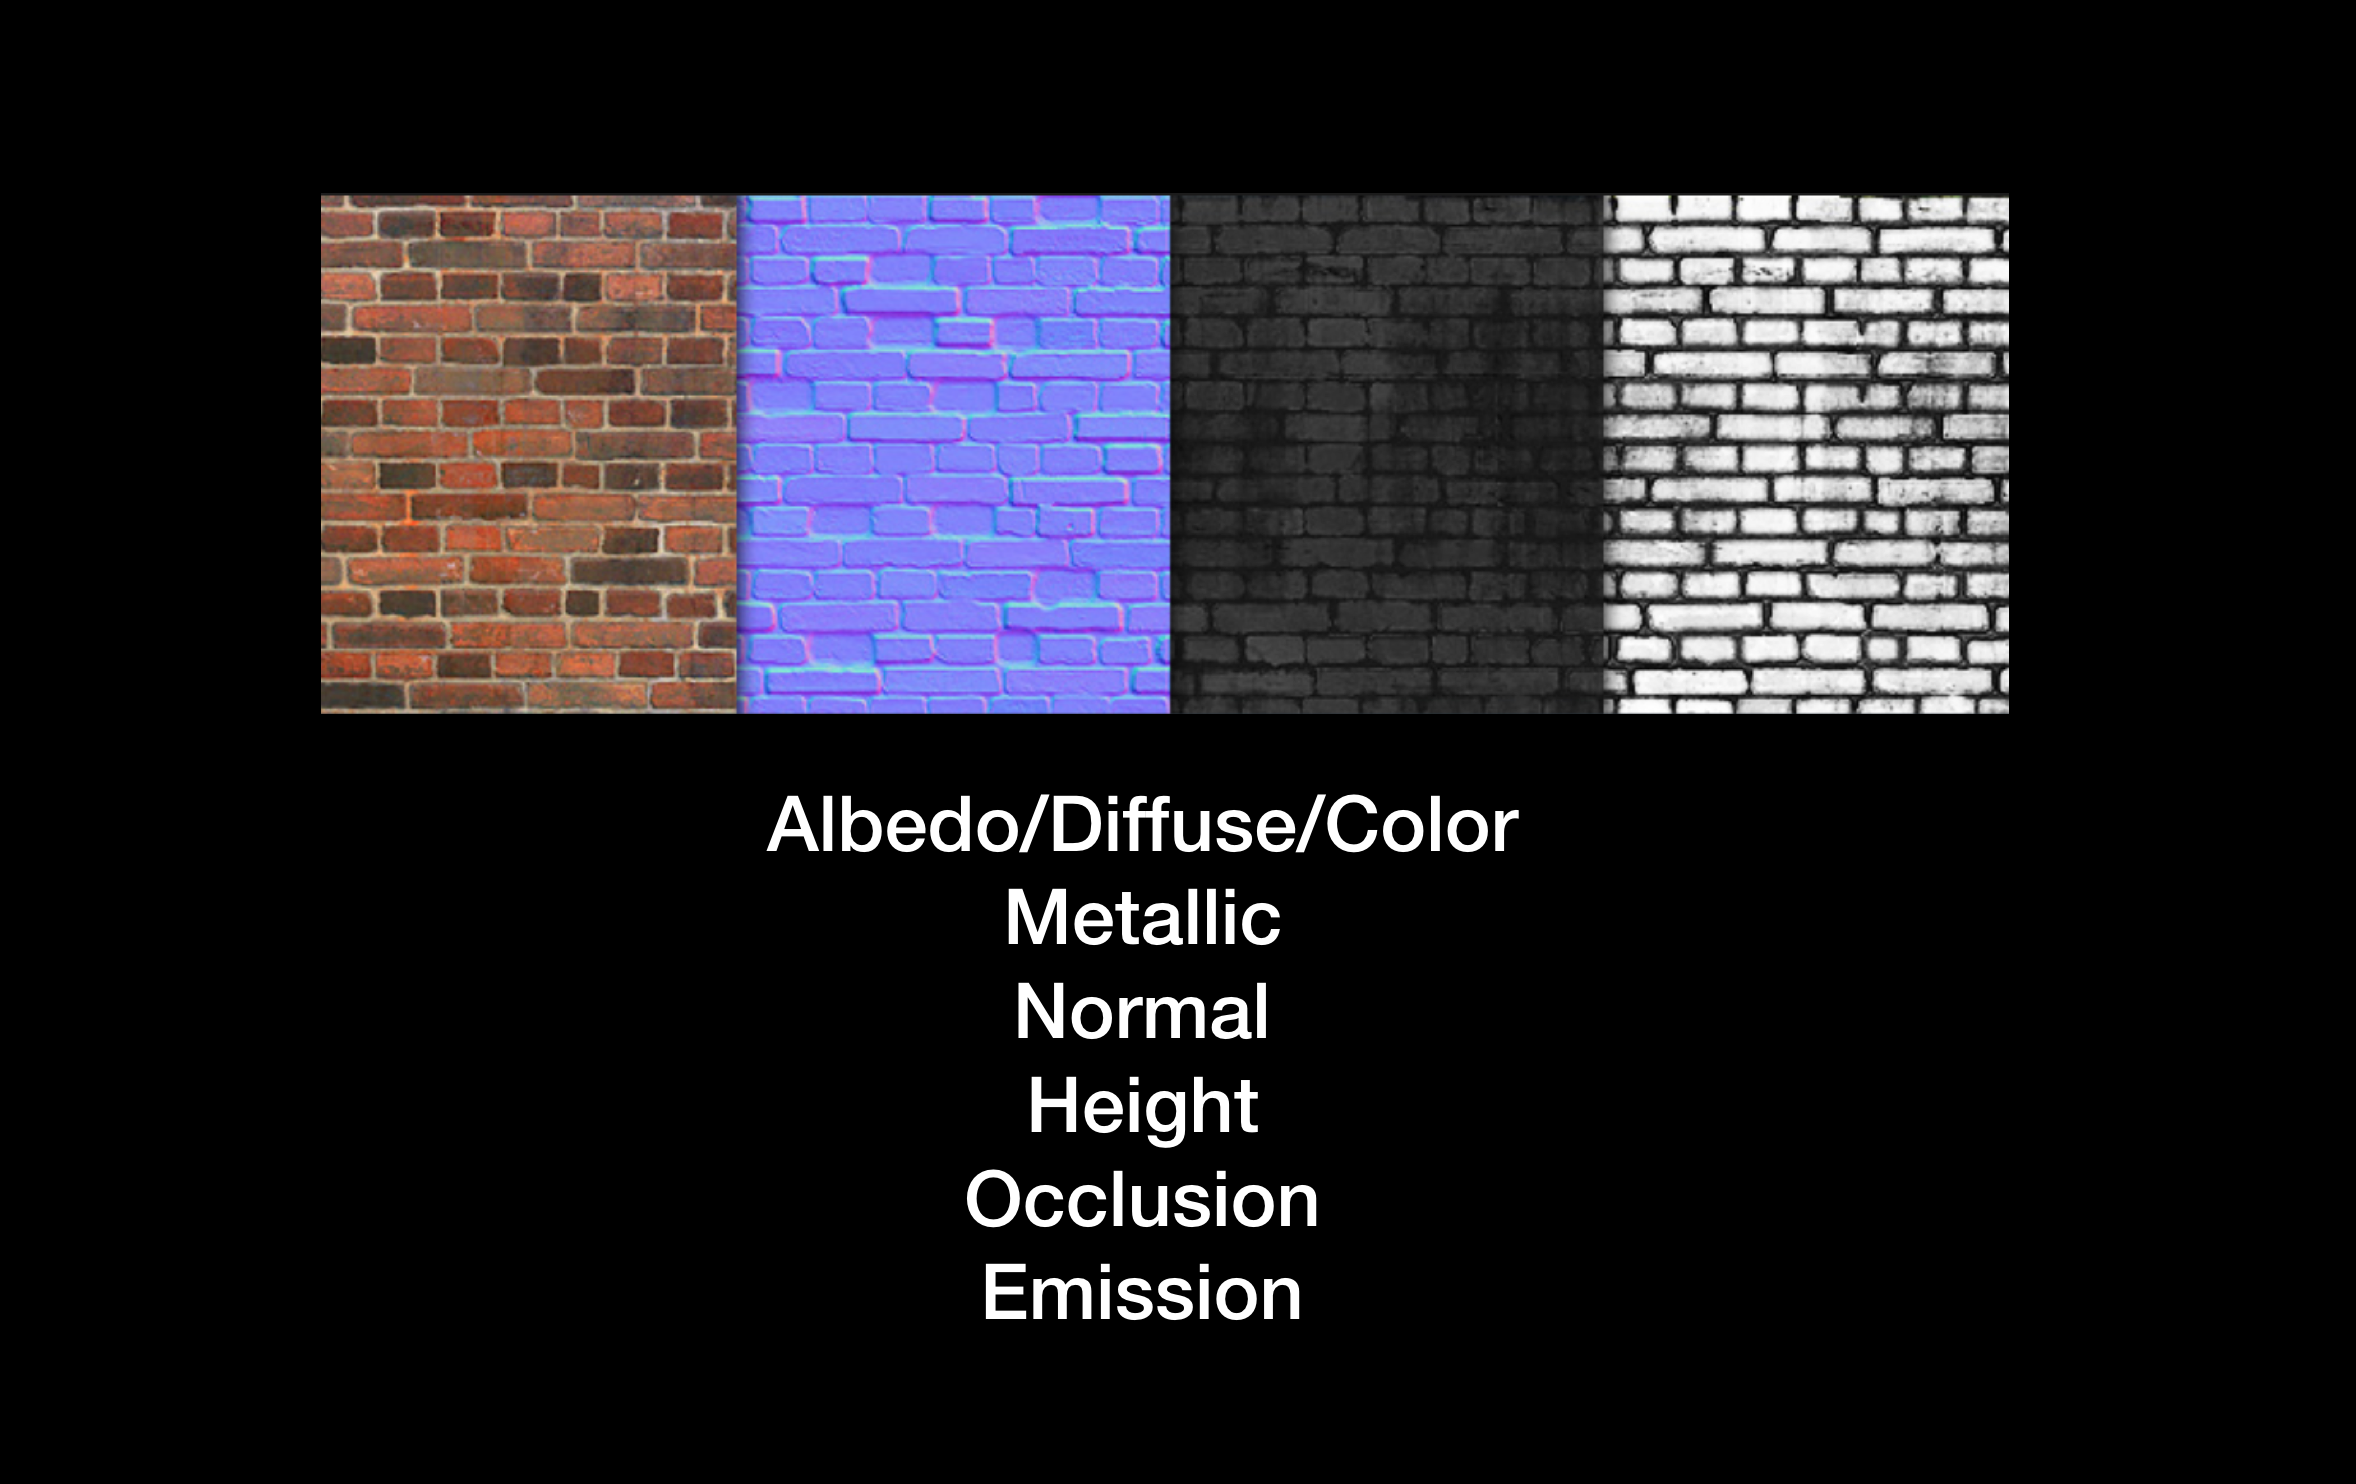 Albedo/Diffuse/Color
Metallic
Normal
Height
Occlusion
Emission